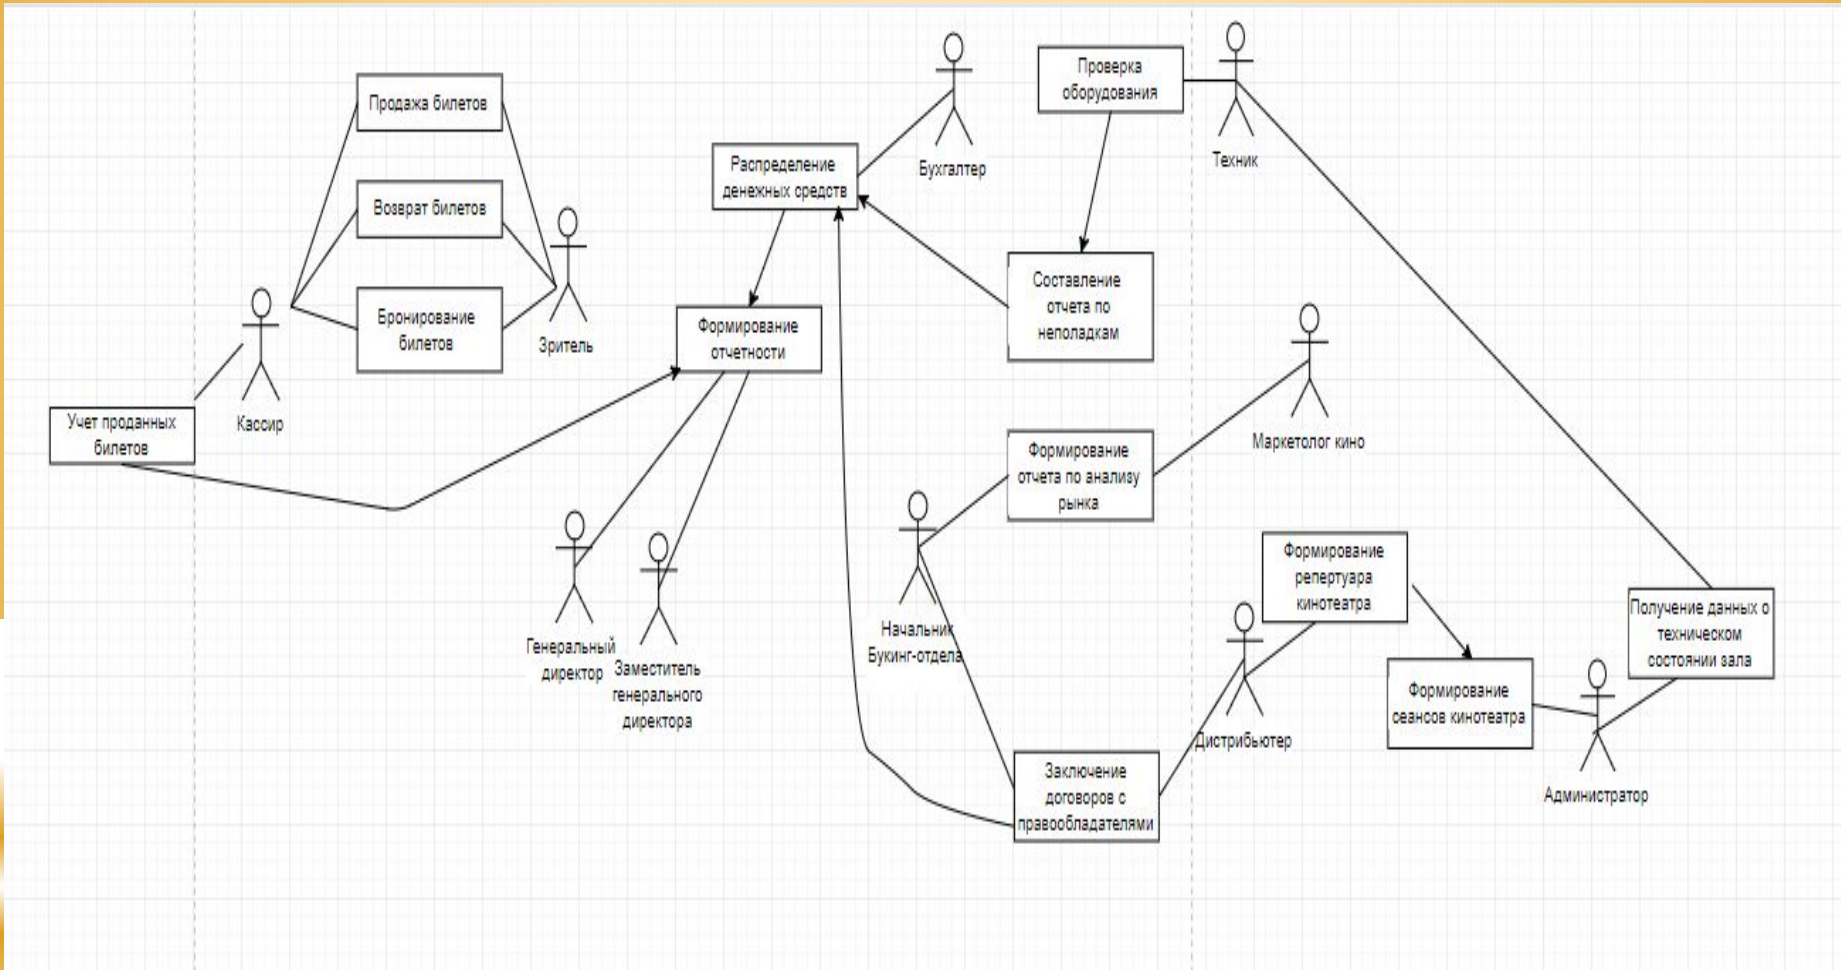 Продажа билетов
Возврат билетов
Бронирование
билетов
Зритель
Кассир
Учет проданных
билетов
Распределение
денежных средств
Бухгалтер
Проверка
оборудования
Техник
Составление
отчета по
неполадкам
Формирование
отчетности
Генеральный
директор
Заместитель
генерального
директора
Формирование
отчета по анализу
рынка
Маркетолог кино
Начальник
Букинг-отдела
Формирование
репертуара
кинотеатра
Дистрибьютер
Заключение
договоров с
правообладателями
Формирование
сеансов кинотеатра
Администратор
Получение данных о
техническом
состоянии зала